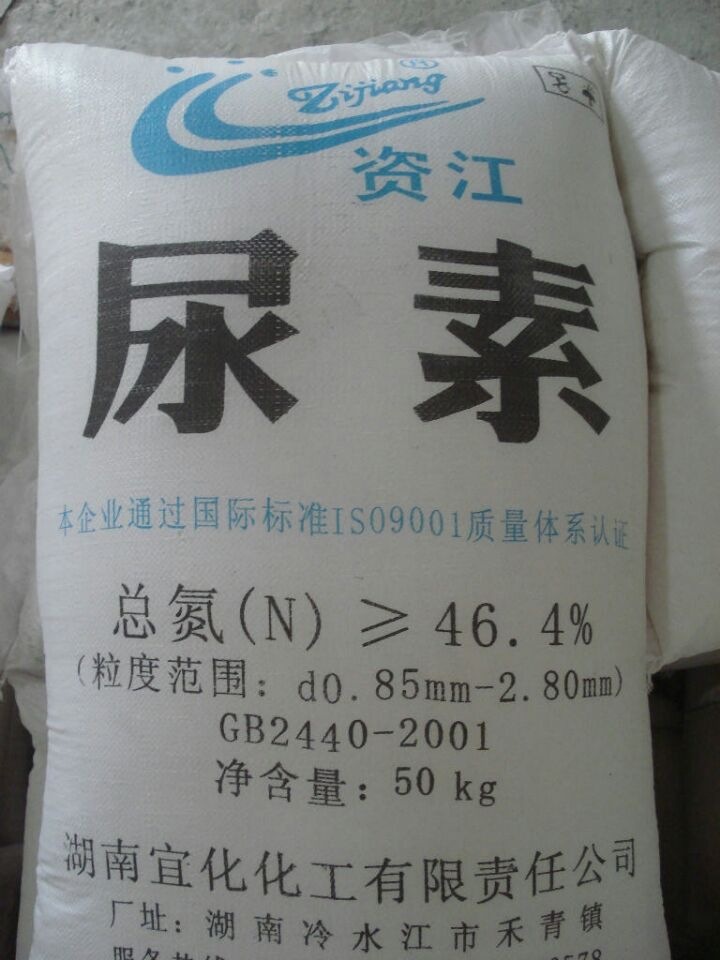 Zijiang
资江
尿素
本企业通过国际标准ISO9001质量体系认证
总氮(N) ≥ 46.4%
(粒度范围: d0.85mm-2.80mm)
GB2440-2001
净含量: 50 kg
湖南宜化化工有限责任公司
厂址: 湖南冷水江市禾青镇